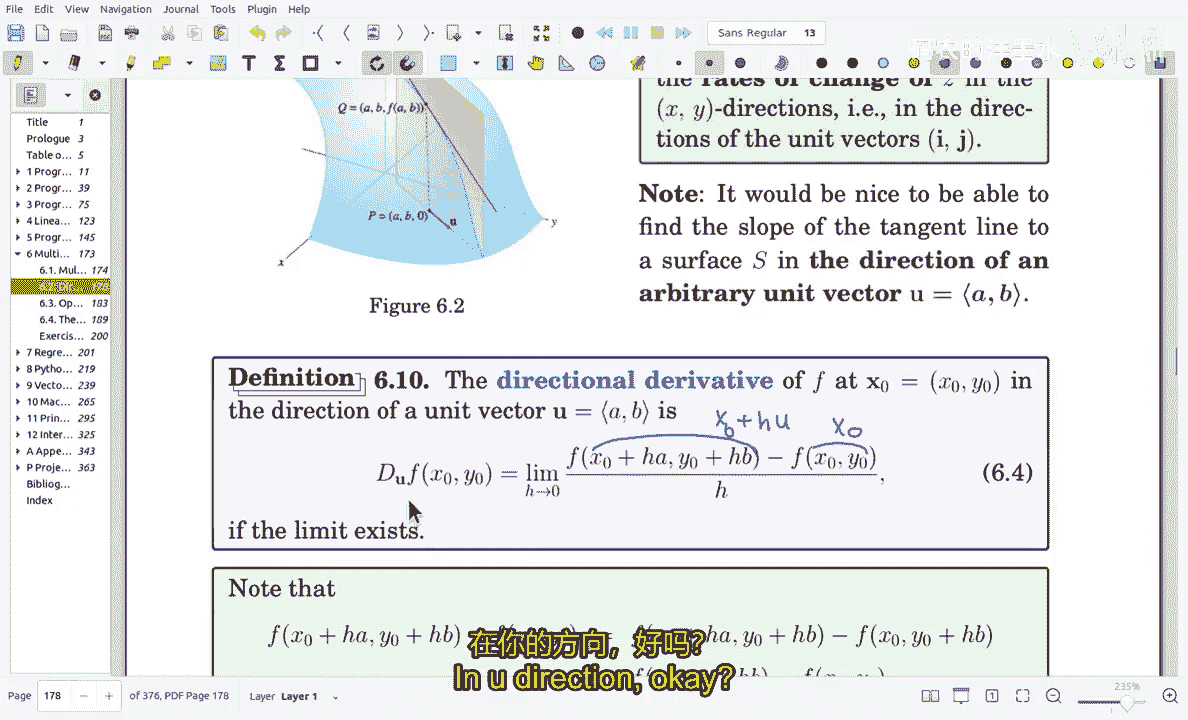 File Edit View Navigation Journal Tools Plugin Help
Sans Regular 13
Title 1
Prologue 3
Table o... 5
1 Progr... 11
2 Progr... 39
3 Progr... 75
4 Linea... 123
5 Progr... 145
6 Multi... 173
6.1. Mul... 174
178
6.3. Op... 183
6.4. The... 189
Exercis... 200
7 Regre... 201
8 Pytho... 219
9 Vecto... 239
10 Mac... 265
11 Prin... 295
12 Inter... 325
A Appe... 343
P Proje... 363
Bibliog...
Index
Q = (a, b, f(a, b))
P = (a, b, 0)
u
y
x
Figure 6.2
the rates of change of z in the
(x, y)-directions, i.e., in the direc-
tions of the unit vectors (i, j).
Note: It would be nice to be able to
find the slope of the tangent line to
a surface S in the direction of an
arbitrary unit vector u = ⟨a, b⟩.
Definition 6.10. The directional derivative of f at x₀ = (x₀, y₀) in
the direction of a unit vector u = ⟨a, b⟩ is
x₀ + hu x₀
D_u f(x₀, y₀) = lim_{h→0} \frac{f(x₀ + ha, y₀ + hb) − f(x₀, y₀)}{h}, (6.4)
if the limit exists.
Note that
f(x₀ + ha, y₀ + hb) ha, y₀ + hb) − f(x₀, y₀ + hb)
在你的方向，好吗？
In u direction, okay?
Page 178 of 376, PDF Page 178 Layer Layer 1 235%